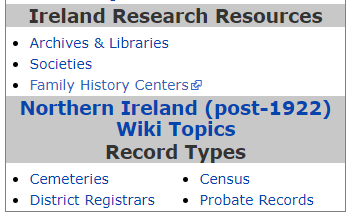 Ireland Research Resources
Archives & Libraries
Societies
Family History Centers
Northern Ireland (post-1922)
Wiki Topics
Record Types
Cemeteries
Census
District Registrars
Probate Records